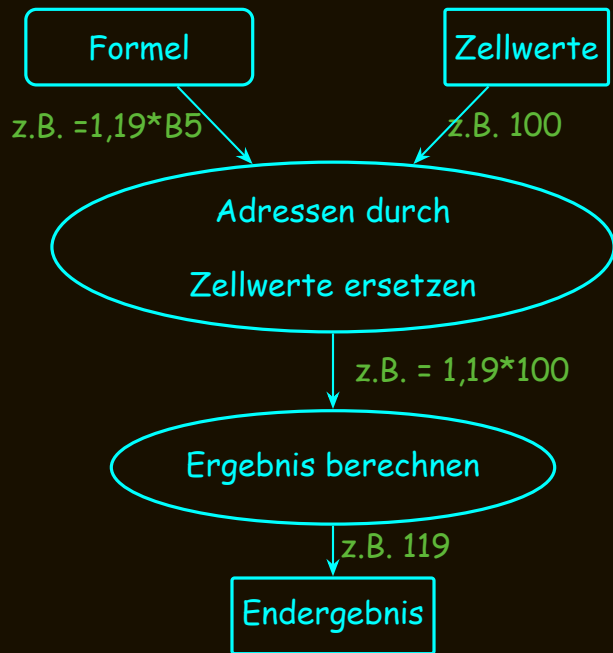 Formel
Zellwerte
z.B. =1,19*B5
z.B. 100
Adressen durch
Zellwerte ersetzen
z.B. = 1,19*100
Ergebnis berechnen
z.B. 119
Endergebnis